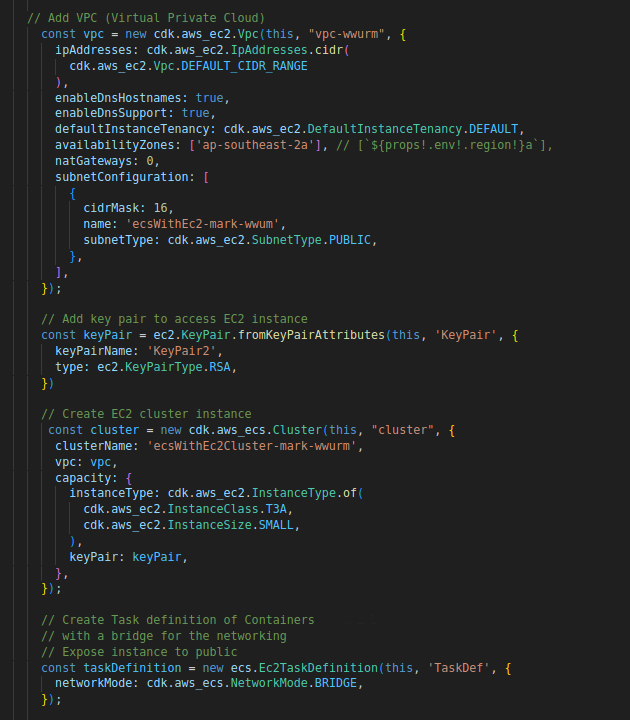 // Add VPC (Virtual Private Cloud)
const vpc = new cdk.aws_ec2.Vpc(this, "vpc-wwurm", {
ipAddresses: cdk.aws_ec2.IpAddresses.cidr(
cdk.aws_ec2.Vpc.DEFAULT_CIDR_RANGE
),
enableDnsHostnames: true,
enableDnsSupport: true,
defaultInstanceTenancy: cdk.aws_ec2.DefaultInstanceTenancy.DEFAULT,
availabilityZones: ['ap-southeast-2a'], // [`${props!.env!.region!}a`],
natGateways: 0,
subnetConfiguration: [
{
cidrMask: 16,
name: 'ecsWithEc2-mark-wwum',
subnetType: cdk.aws_ec2.SubnetType.PUBLIC,
},
],
});
// Add key pair to access EC2 instance
const keyPair = ec2.KeyPair.fromKeyPairAttributes(this, 'KeyPair', {
keyPairName: 'KeyPair2',
type: ec2.KeyPairType.RSA,
})
// Create EC2 cluster instance
const cluster = new cdk.aws_ecs.Cluster(this, "cluster", {
clusterName: 'ecsWithEc2Cluster-mark-wwurm',
vpc: vpc,
capacity: {
instanceType: cdk.aws_ec2.InstanceType.of(
cdk.aws_ec2.InstanceClass.T3A,
cdk.aws_ec2.InstanceSize.SMALL,
),
keyPair: keyPair,
},
});
// Create Task definition of Containers
// with a bridge for the networking
// Expose instance to public
const taskDefinition = new ecs.Ec2TaskDefinition(this, 'TaskDef', {
networkMode: cdk.aws_ecs.NetworkMode.BRIDGE,
});